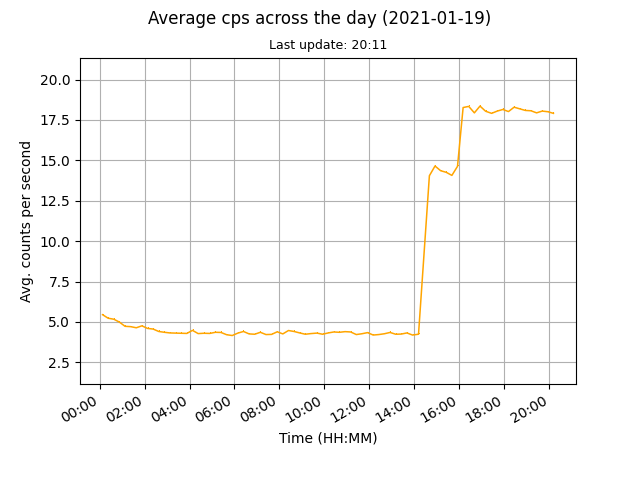 Average cps across the day (2021-01-19)
Last update: 20:11
20.0
17.5
15.0
12.5
10.0
7.5
5.0
2.5
Avg. counts per second
00:00 02:00 04:00 06:00 08:00 10:00 12:00 14:00 16:00 18:00 20:00
Time (HH:MM)